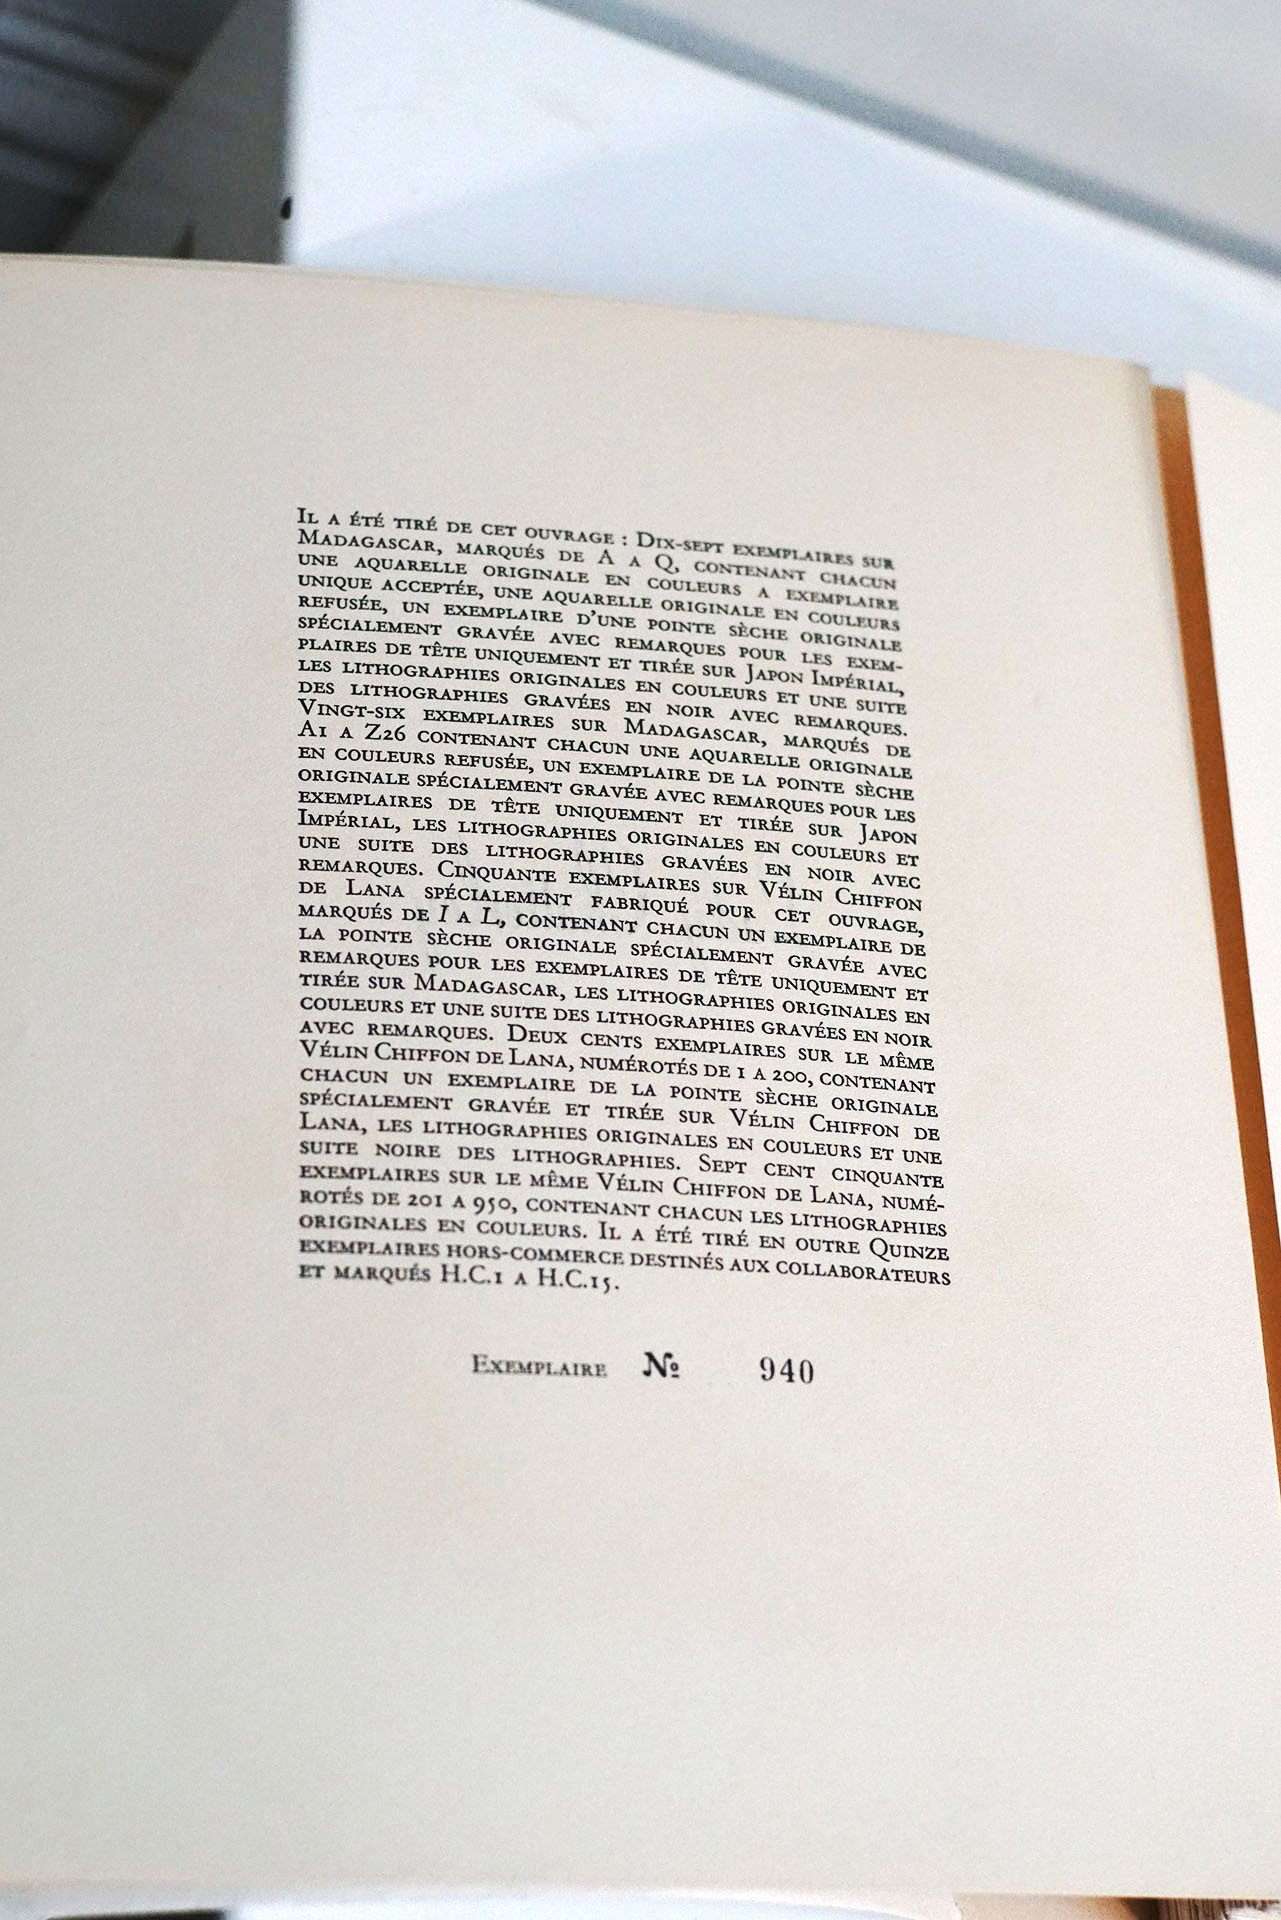 Il a été tiré de cet ouvrage : Dix-sept exemplaires sur
Madagascar, marqués de A a Q, contenant chacun
une aquarelle originale en couleurs a exemplaire
unique acceptée, une aquarelle originale en couleurs
refusée, un exemplaire d'une pointe sèche originale
spécialement gravée avec remarques pour les exem-
plaires de tête uniquement et tirée sur Japon Impérial,
les lithographies originales en couleurs et une suite
des lithographies gravées en noir avec remarques.
Vingt-six exemplaires sur Madagascar, marqués de
A1 a Z26 contenant chacun une aquarelle originale
en couleurs refusée, un exemplaire de la pointe sèche
originale spécialement gravée avec remarques pour les
exemplaires de tête uniquement et tirée sur Japon
Impérial, les lithographies originales en couleurs et
une suite des lithographies gravées en noir avec
remarques. Cinquante exemplaires sur Vélin Chiffon
de Lana spécialement fabriqué pour cet ouvrage,
marqués de I a L, contenant chacun un exemplaire de
la pointe sèche originale spécialement gravée avec
remarques pour les exemplaires de tête uniquement et
tirée sur Madagascar, les lithographies originales en
couleurs et une suite des lithographies gravées en noir
avec remarques. Deux cents exemplaires sur le même
Vélin Chiffon de Lana, numérotés de 1 a 200, contenant
chacun un exemplaire de la pointe sèche originale
spécialement gravée et tirée sur Vélin Chiffon de
Lana, les lithographies originales en couleurs et une
suite noire des lithographies. Sept cent cinquante
exemplaires sur le même Vélin Chiffon de Lana, numé-
rotés de 201 a 950, contenant chacun les lithographies
originales en couleurs. Il a été tiré en outre Quinze
exemplaires hors-commerce destinés aux collaborateurs
et marqués H.C.1 a H.C.15.
Exemplaire № 940